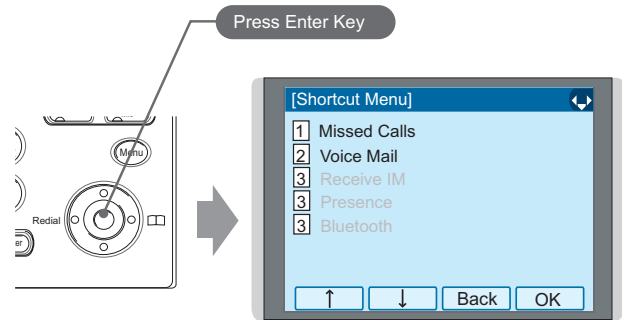 Press Enter Key
[Shortcut Menu]
1 Missed Calls
2 Voice Mail
3 Receive IM
3 Presence
3 Bluetooth
↑ ↓ Back OK
Menu
Redial
er